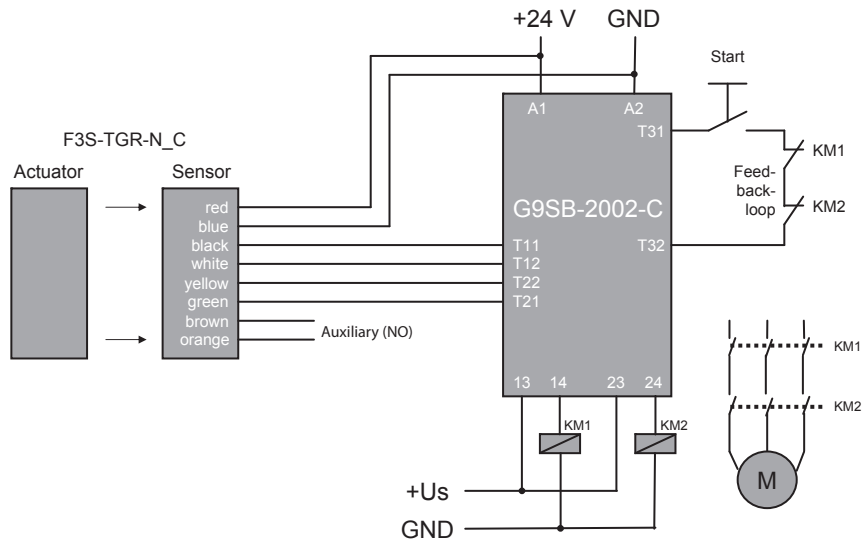 +24 V GND
Start
A1 A2
T31
F3S-TGR-N_C
Actuator Sensor
KM1
Feed-
back-
loop
KM2
G9SB-2002-C
red
blue
black
white
yellow
green
brown
orange
T11
T12
T22
T21
T32
Auxiliary (NO)
13 14 23 24
KM1 KM2
+Us
GND
KM1
KM2
M